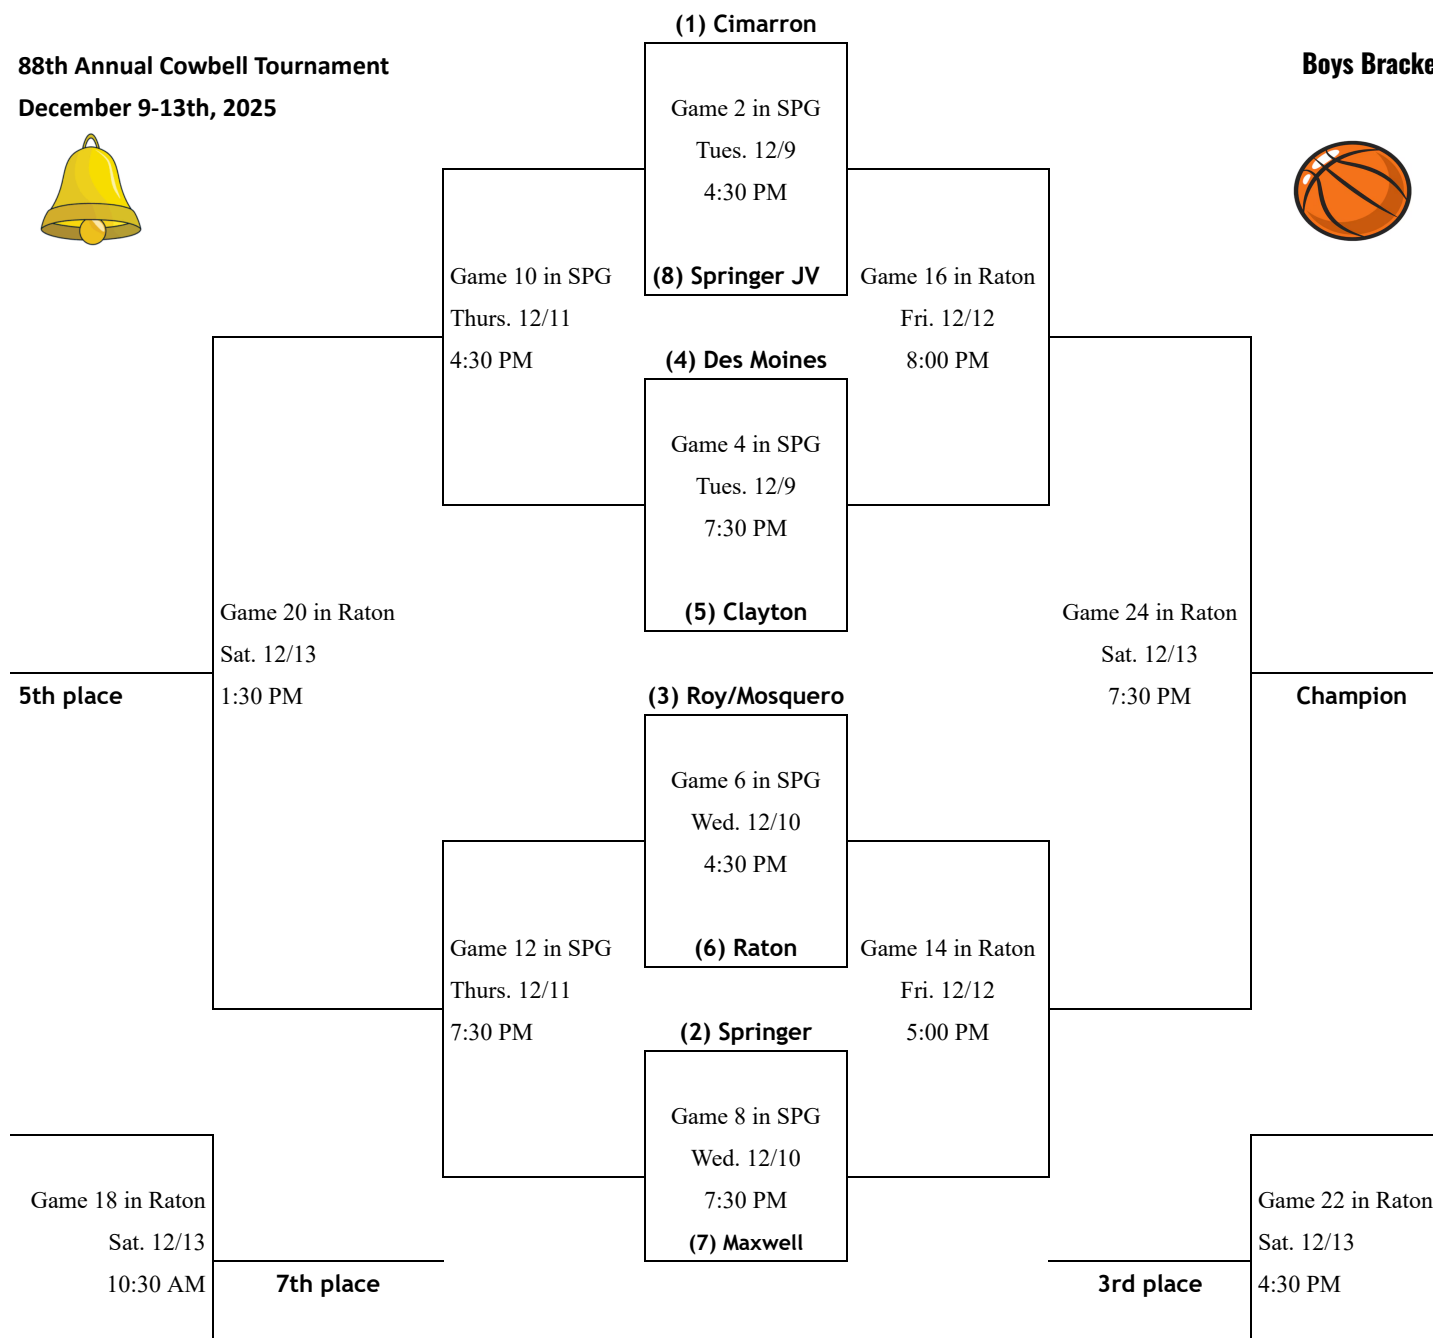 88th Annual Cowbell Tournament
December 9-13th, 2025
Boys Bracke
(1) Cimarron
Game 2 in SPG
Tues. 12/9
4:30 PM
(8) Springer JV
Game 10 in SPG
Thurs. 12/11
4:30 PM
Game 16 in Raton
Fri. 12/12
8:00 PM
(4) Des Moines
Game 4 in SPG
Tues. 12/9
7:30 PM
(5) Clayton
Game 20 in Raton
Sat. 12/13
1:30 PM
5th place
Game 24 in Raton
Sat. 12/13
7:30 PM
Champion
(3) Roy/Mosquero
Game 6 in SPG
Wed. 12/10
4:30 PM
(6) Raton
Game 12 in SPG
Thurs. 12/11
7:30 PM
Game 14 in Raton
Fri. 12/12
5:00 PM
(2) Springer
Game 8 in SPG
Wed. 12/10
7:30 PM
(7) Maxwell
Game 18 in Raton
Sat. 12/13
10:30 AM
7th place
3rd place
Game 22 in Raton
Sat. 12/13
4:30 PM